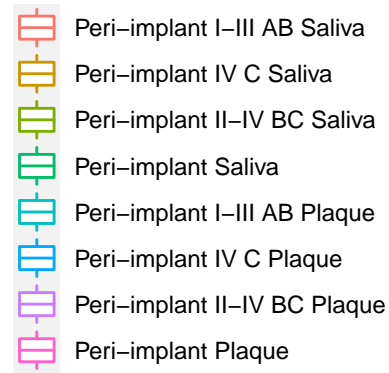 Peri−implant I−III AB Saliva
Peri−implant IV C Saliva
Peri−implant II−IV BC Saliva
Peri−implant Saliva
Peri−implant I−III AB Plaque
Peri−implant IV C Plaque
Peri−implant II−IV BC Plaque
Peri−implant Plaque